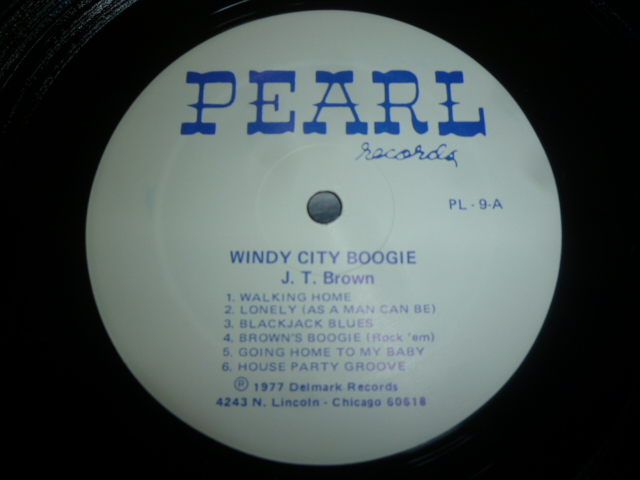 PEARL
records
PL - 9-A
WINDY CITY BOOGIE
J. T. Brown
1. WALKING HOME
2. LONELY (AS A MAN CAN BE)
3. BLACKJACK BLUES
4. BROWN'S BOOGIE (Rock 'em)
5. GOING HOME TO MY BABY
6. HOUSE PARTY GROOVE
Ⓟ 1977 Delmark Records
4243 N. Lincoln - Chicago 60618